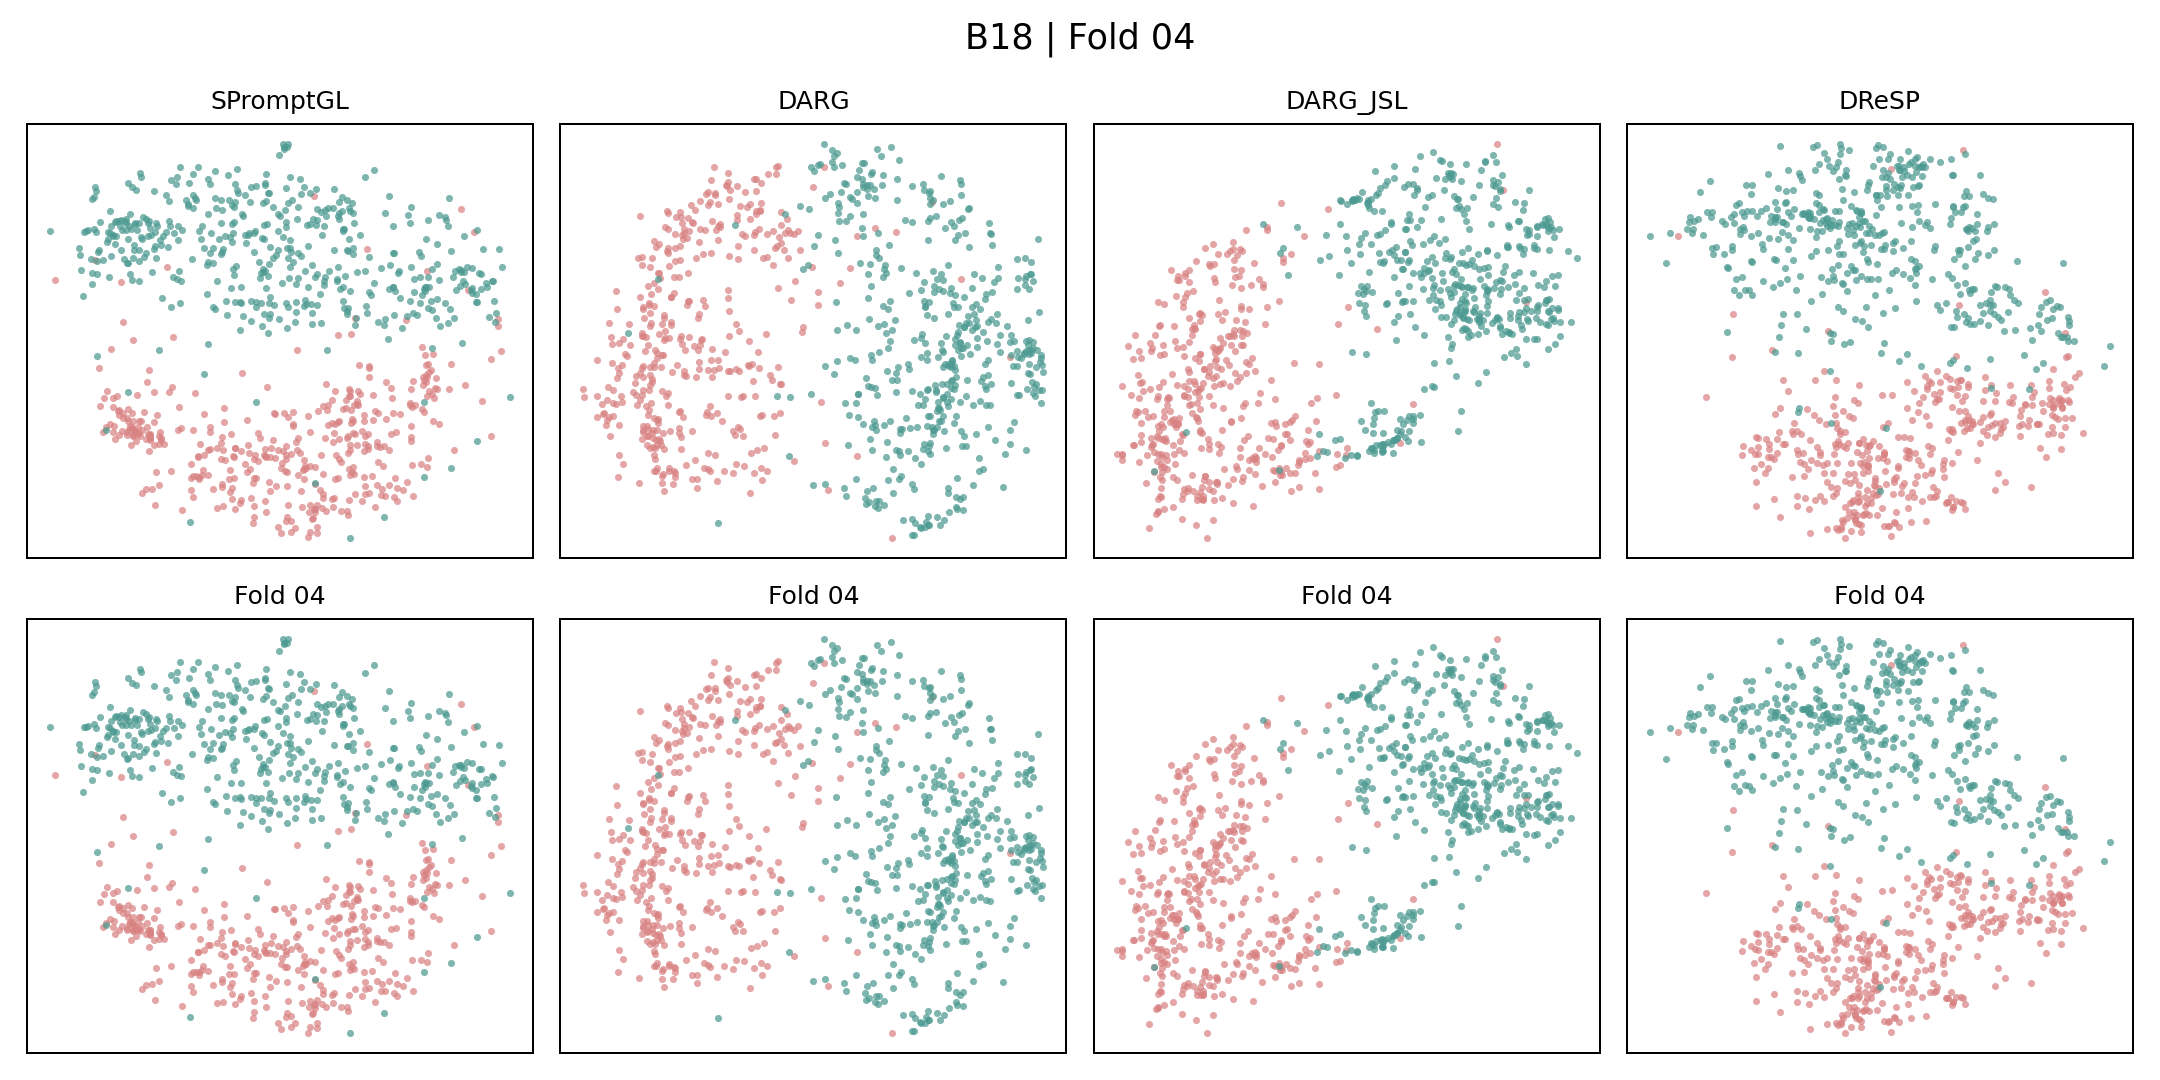 B18 | Fold 04
SPromptGL
DARG
DARG_JSL
DReSP
Fold 04
Fold 04
Fold 04
Fold 04